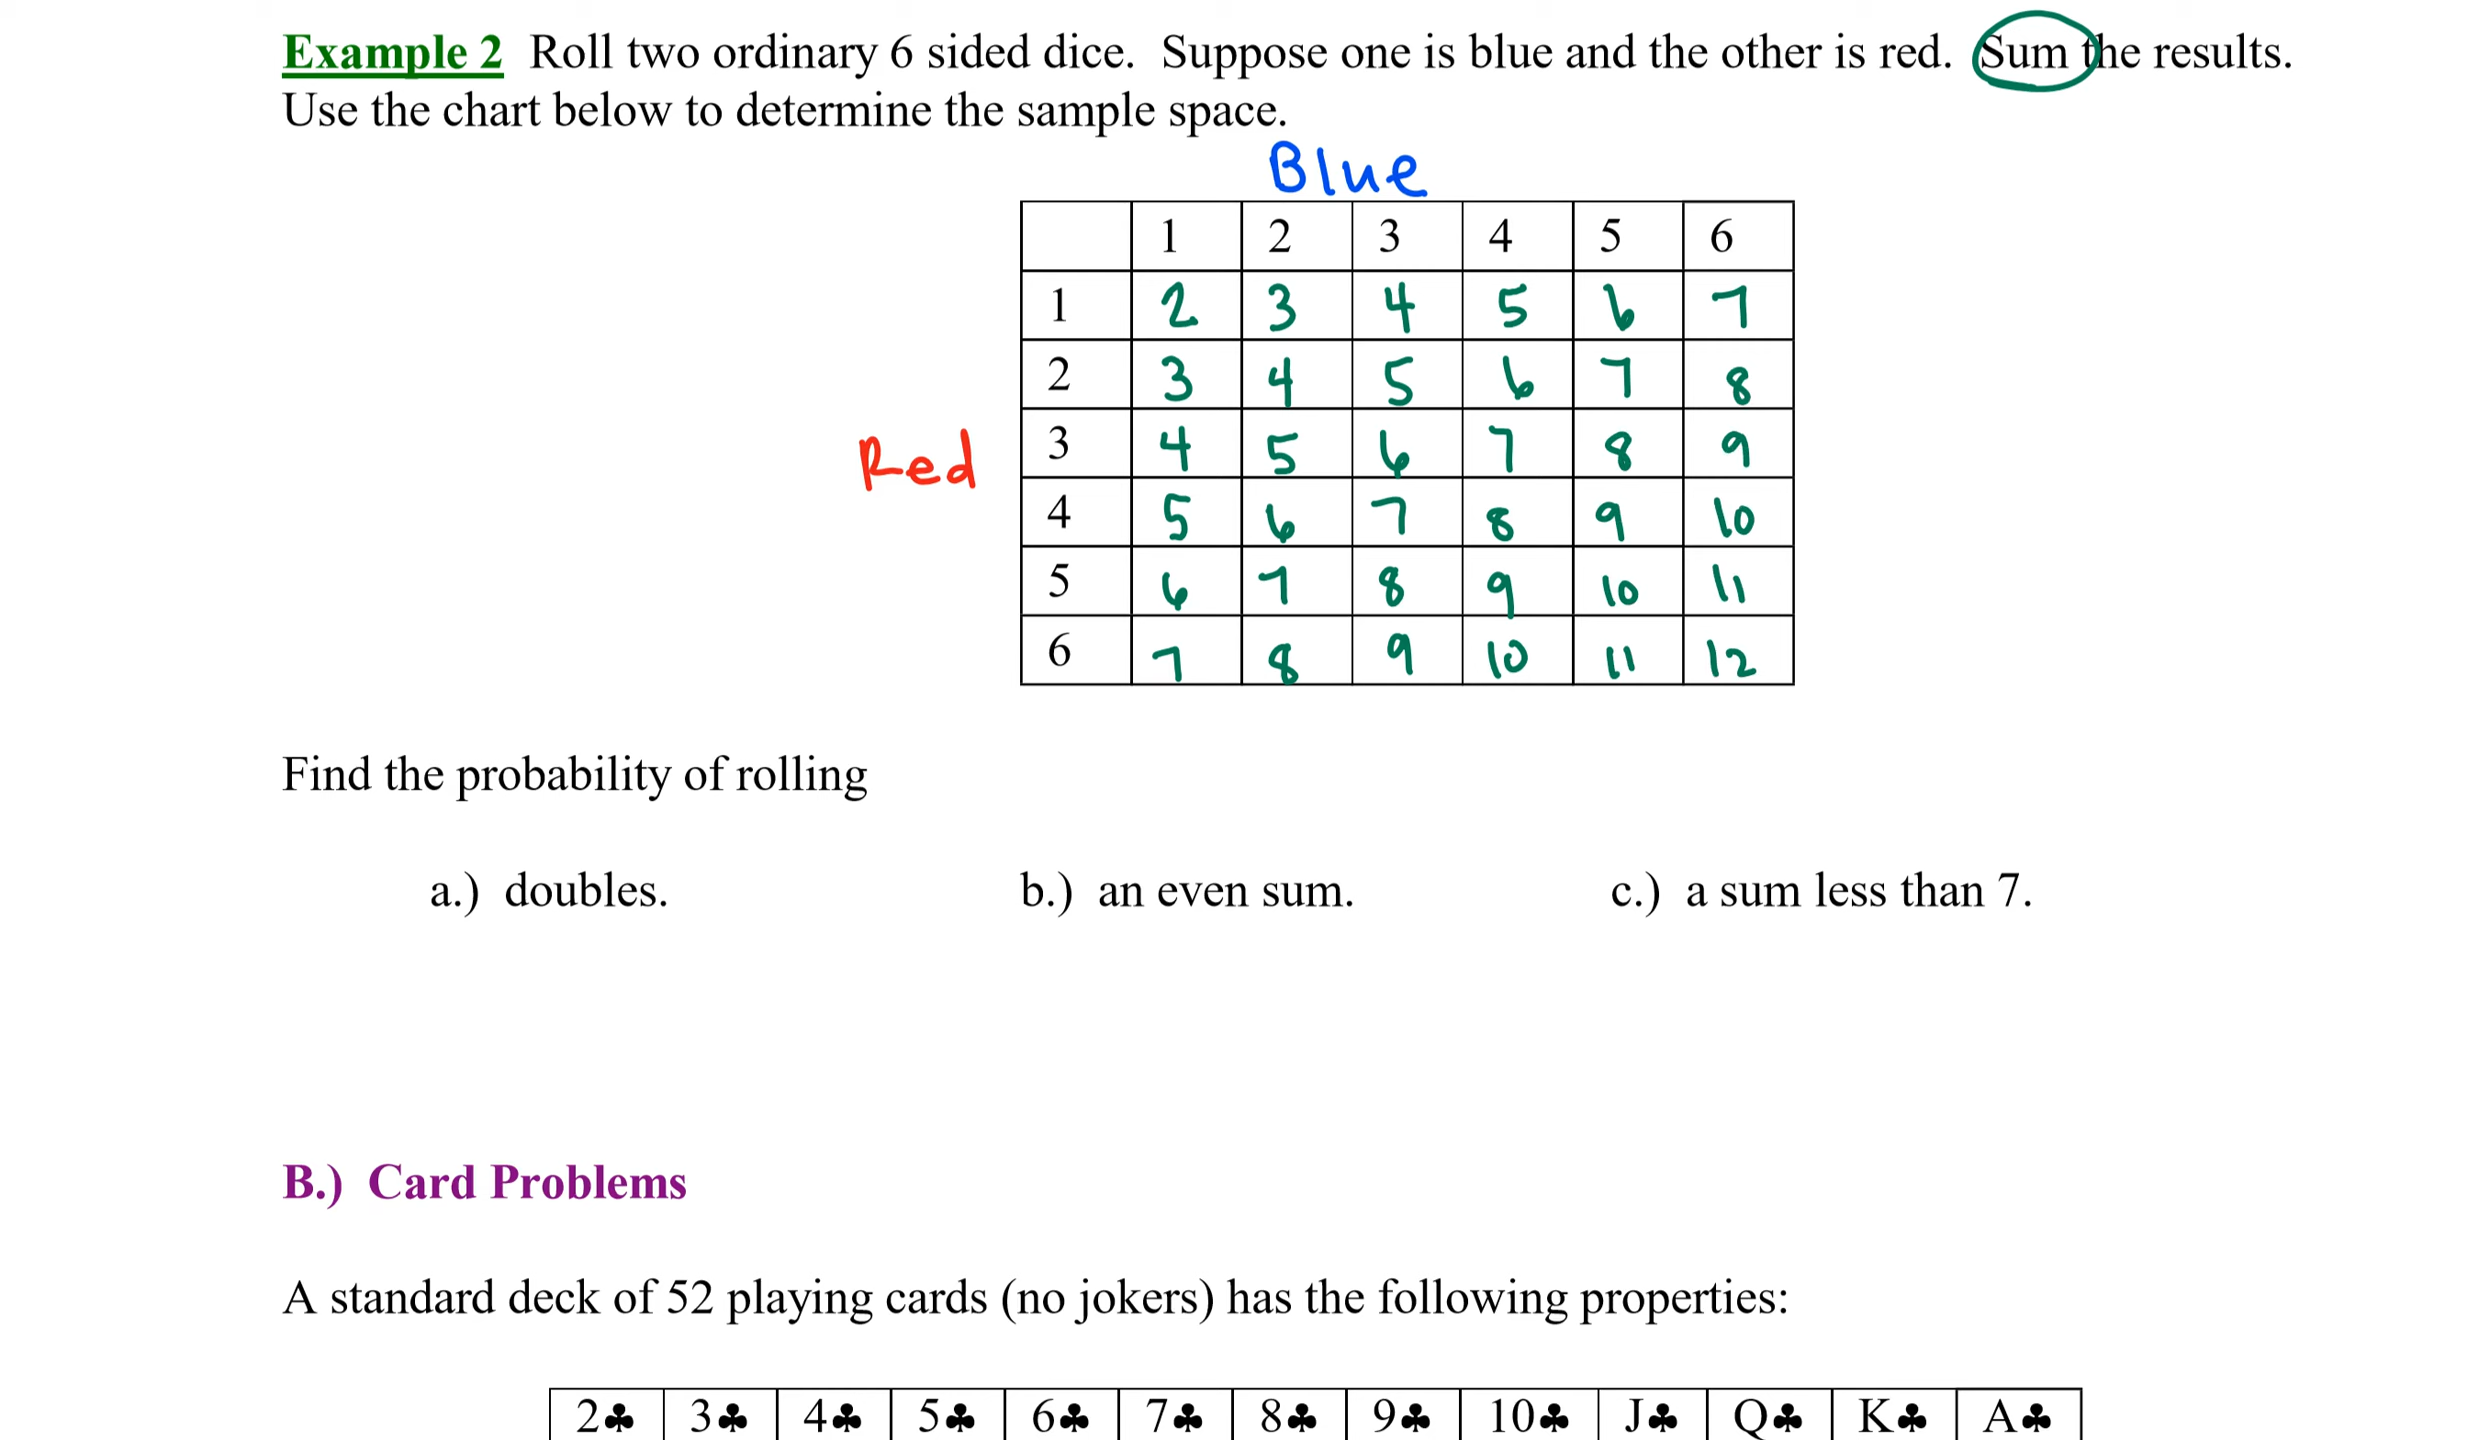 Example 2 Roll two ordinary 6 sided dice. Suppose one is blue and the other is red. Sum the results.
Use the chart below to determine the sample space.
Blue
1 2 3 4 5 6
1 2 3 4 5 6 7
2 3 4 5 6 7 8
Red
3 4 5 6 7 8 9
4 5 6 7 8 9 10
5 6 7 8 9 10 11
6 7 8 9 10 11 12
Find the probability of rolling
a.) doubles. b.) an even sum. c.) a sum less than 7.
B.) Card Problems
A standard deck of 52 playing cards (no jokers) has the following properties:
2♣ 3♣ 4♣ 5♣ 6♣ 7♣ 8♣ 9♣ 10♣ J♣ Q♣ K♣ A♣